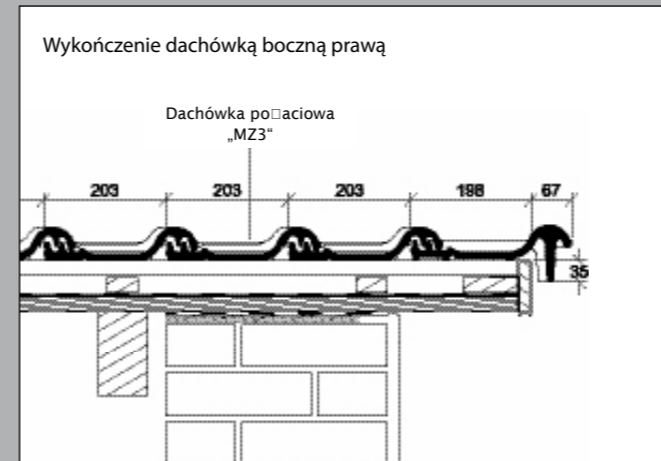 Wykończenie dachówką boczną prawą
Dachówka po□aciowa
„MZ3“
203 203 203 198 67
35